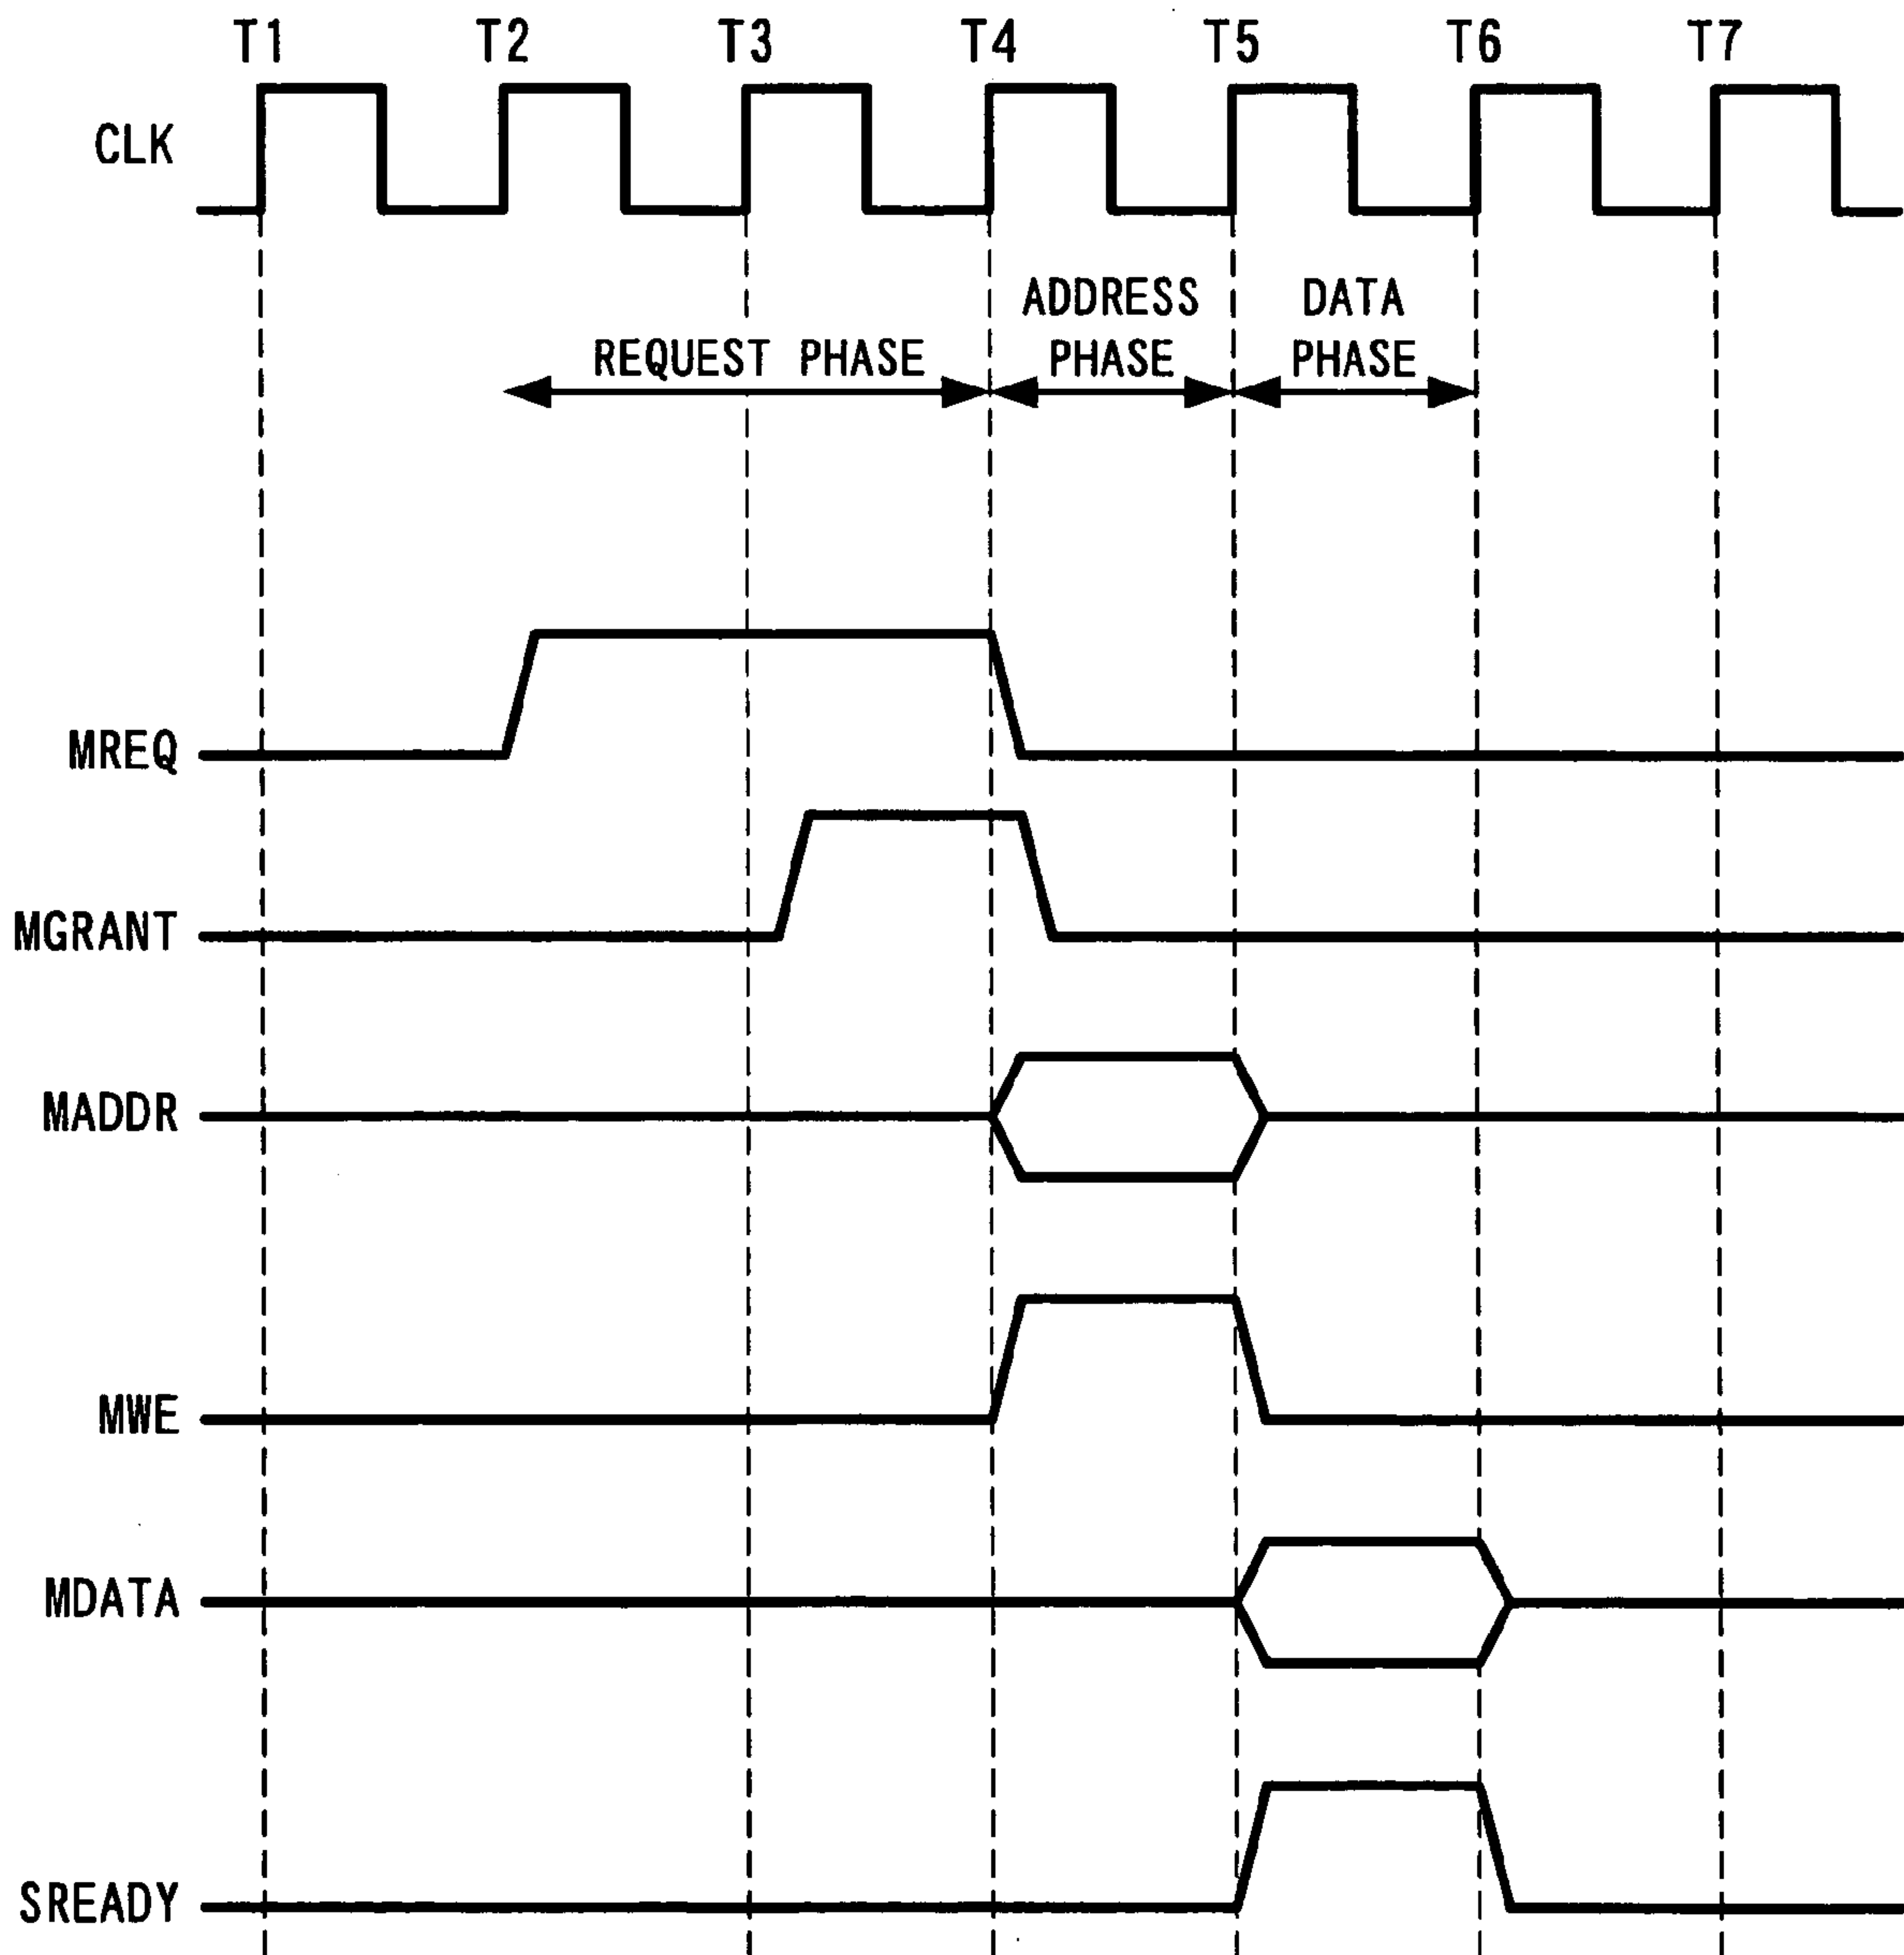 T1 T2 T3 T4 T5 T6 T7
CLK
ADDRESS DATA
REQUEST PHASE PHASE PHASE
MREQ
MGRANT
MADDR
MWE
MDATA
SREADY